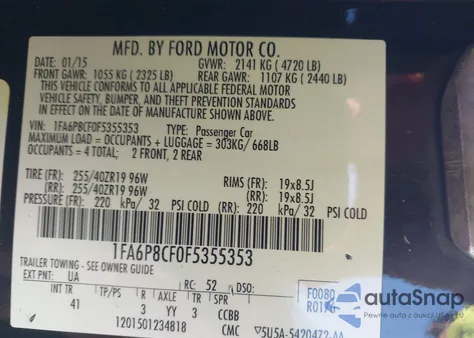 MFD. BY FORD MOTOR CO.
DATE: 01/15 GVWR: 2141 KG ( 4720 LB)
FRONT GAWR: 1055 KG ( 2325 LB) REAR GAWR: 1107 KG ( 2440 LB)
THIS VEHICLE CONFORMS TO ALL APPLICABLE FEDERAL MOTOR
VEHICLE SAFETY, BUMPER, AND THEFT PREVENTION STANDARDS IN
EFFECT ON THE DATE OF MANUFACTURE SHOWN ABOVE.
VIN: 1FA6P8CF0F5355353 TYPE: Passenger Car
MAXIMUM LOAD = OCCUPANTS + LUGGAGE = 303KG/ 668LB
OCCUPANTS = 4 TOTAL; 2 FRONT, 2 REAR
TIRE (FR): 255/40ZR19 96W RIMS (FR): 19x8.5J
(RR): 255/40ZR19 96W (RR): 19x8.5J
PRESSURE (FR): 220 kPa/ 32 PSI COLD (RR): 220 kPa/ 32 PSI COLD
1FA6P8CF0F5355353
TRAILER TOWING - SEE OWNER GUIDE
EXT PNT: UA RC: 52 DSO: F0080
INT TR TP/PS R AXLE TR SPR R0176
41 3 YY 3 CCBB
1201501234818 CMC 5U5A-5420472-AA
autoSnap